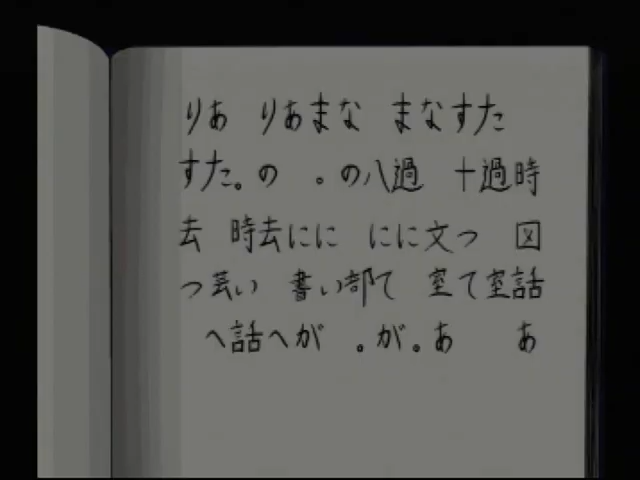 りあ りあまな まなすた
すた。の 。の八過 十過時
去 時去にに にに文っ 図
っ芸い 書い部て 室て室話
へ話へが 。が。あ あ